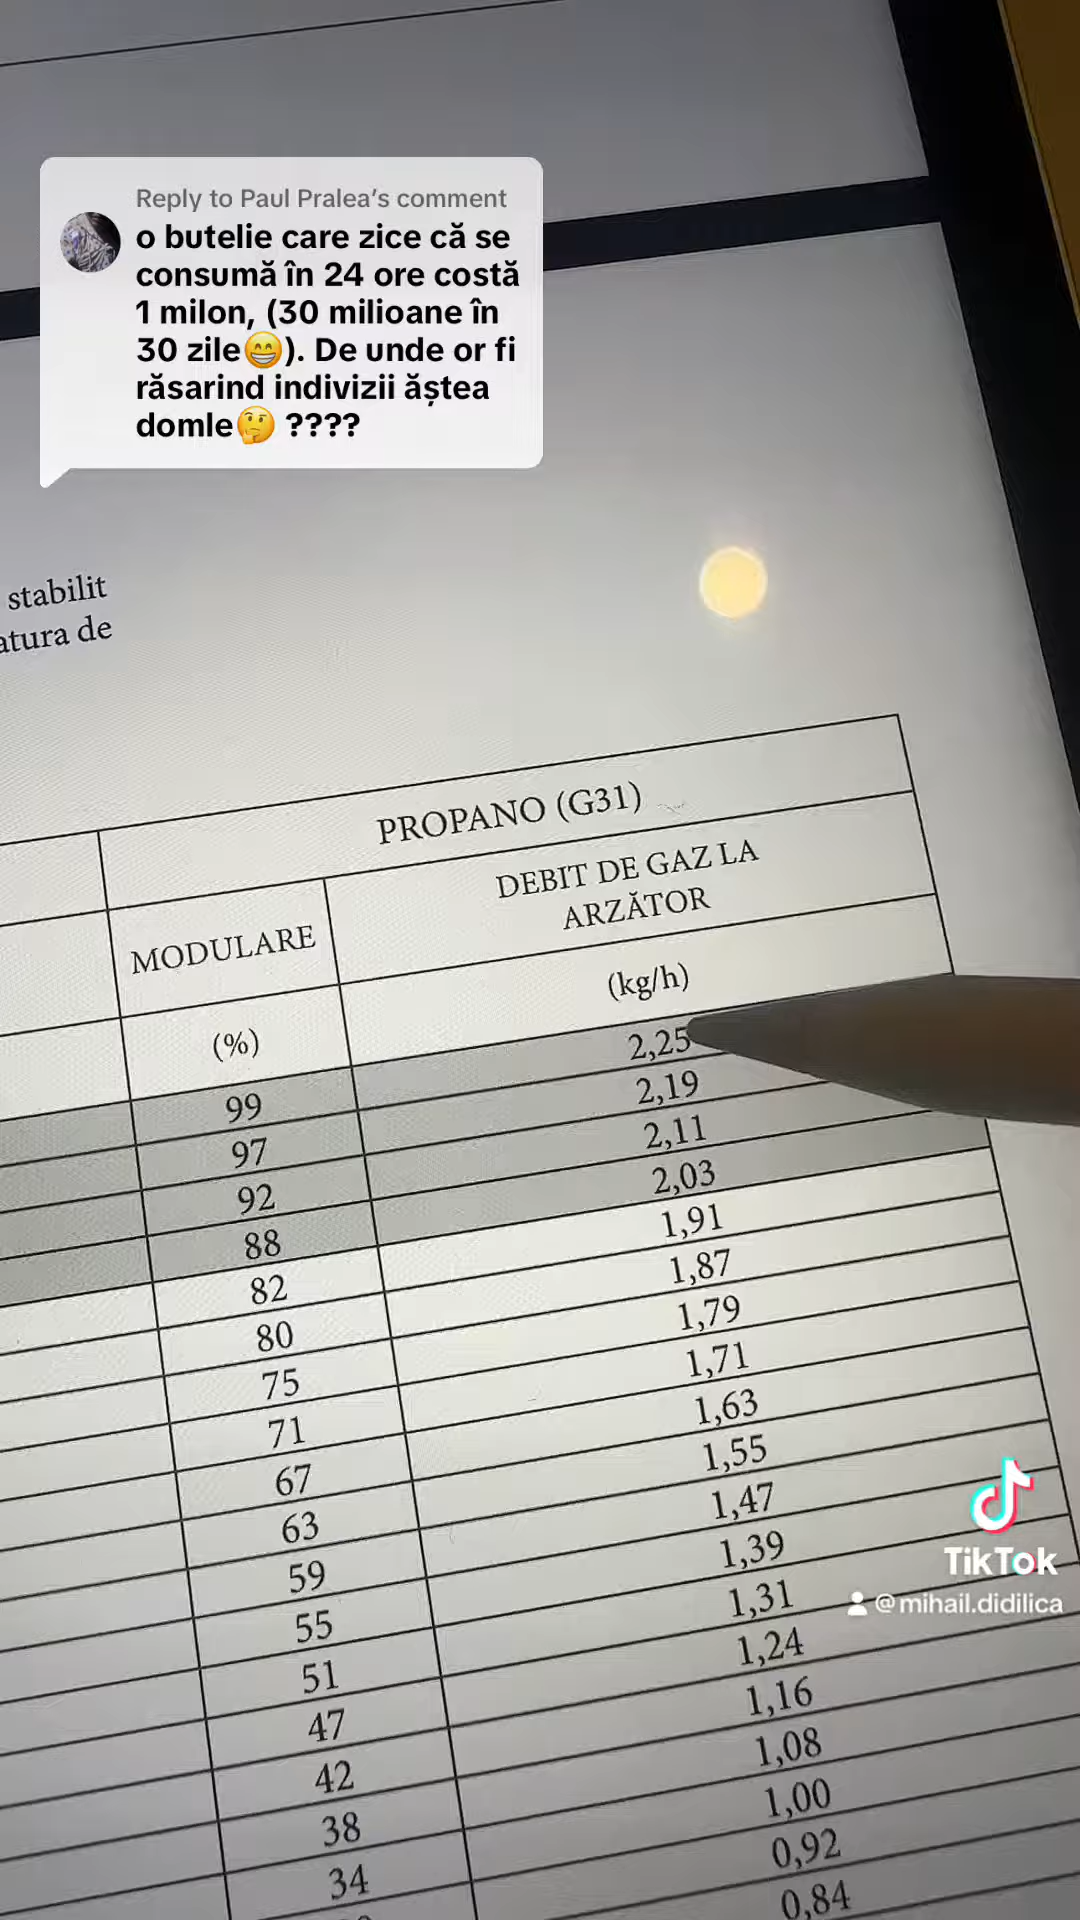 Reply to Paul Pralea's comment
o butelie care zice că se
consumă în 24 ore costă
1 milon, (30 milioane în
30 zile😁). De unde or fi
răsarind indivizii ăștea
domle🤔 ????
stabilit
atura de
PROPANO (G31)
MODULARE
DEBIT DE GAZ LA
ARZĂTOR
(%)
(kg/h)
99 2,25
97 2,19
92 2,11
88 2,03
82 1,91
80 1,87
75 1,79
71 1,71
67 1,63
63 1,55
59 1,47
55 1,39
51 1,31
47 1,24
42 1,16
38 1,08
34 1,00
0,92
0,84
TikTok
@mihail.didilica